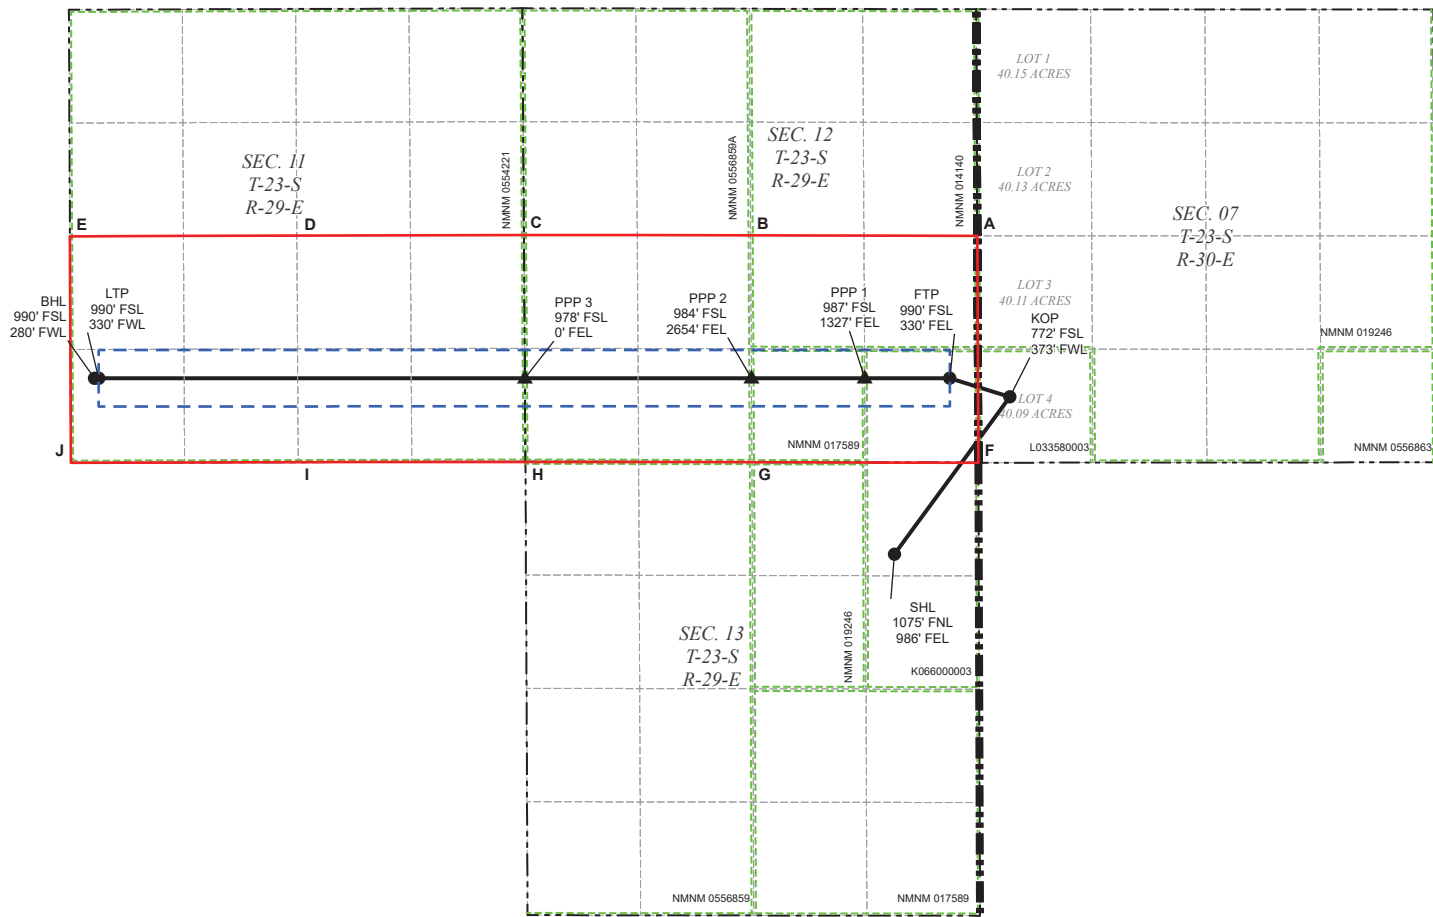 LOT 1
40.15 ACRES
SEC. 12
T-23-S
R-29-E
SEC. 11
T-23-S
R-29-E
NMNM 0554221
NMNM 0556859A
NMNM 014140
LOT 2
40.13 ACRES
SEC. 07
T-23-S
R-30-E
E
D
C
B
A
LOT 3
40.11 ACRES
BHL
990' FSL
280' FWL
LTP
990' FSL
330' FWL
PPP 3
978' FSL
0' FEL
PPP 2
984' FSL
2654' FEL
PPP 1
987' FSL
1327' FEL
FTP
990' FSL
330' FEL
KOP
772' FSL
373' FWL
NMNM 019246
LOT 4
40.09 ACRES
NMNM 017589
L033580003
NMNM 0556863
J
I
H
G
F
SHL
1075' FNL
986' FEL
SEC. 13
T-23-S
R-29-E
NMNM 019246
K066000003
NMNM 0556859
NMNM 017589